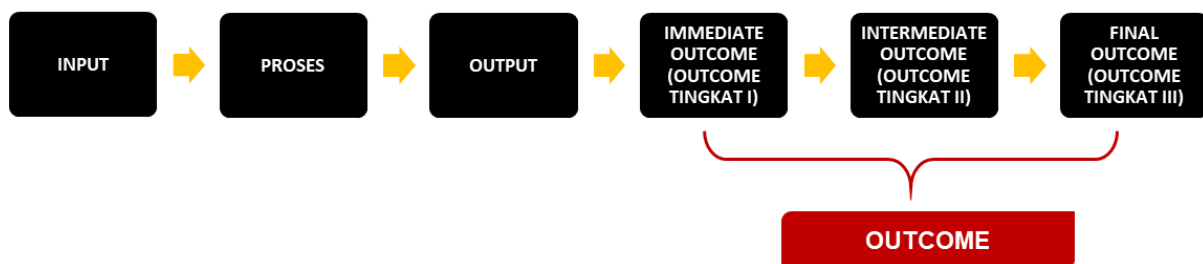 INPUT
PROSES
OUTPUT
IMMEDIATE
OUTCOME
(OUTCOME
TINGKAT I)
INTERMEDIATE
OUTCOME
(OUTCOME
TINGKAT II)
FINAL
OUTCOME
(OUTCOME
TINGKAT III)
OUTCOME